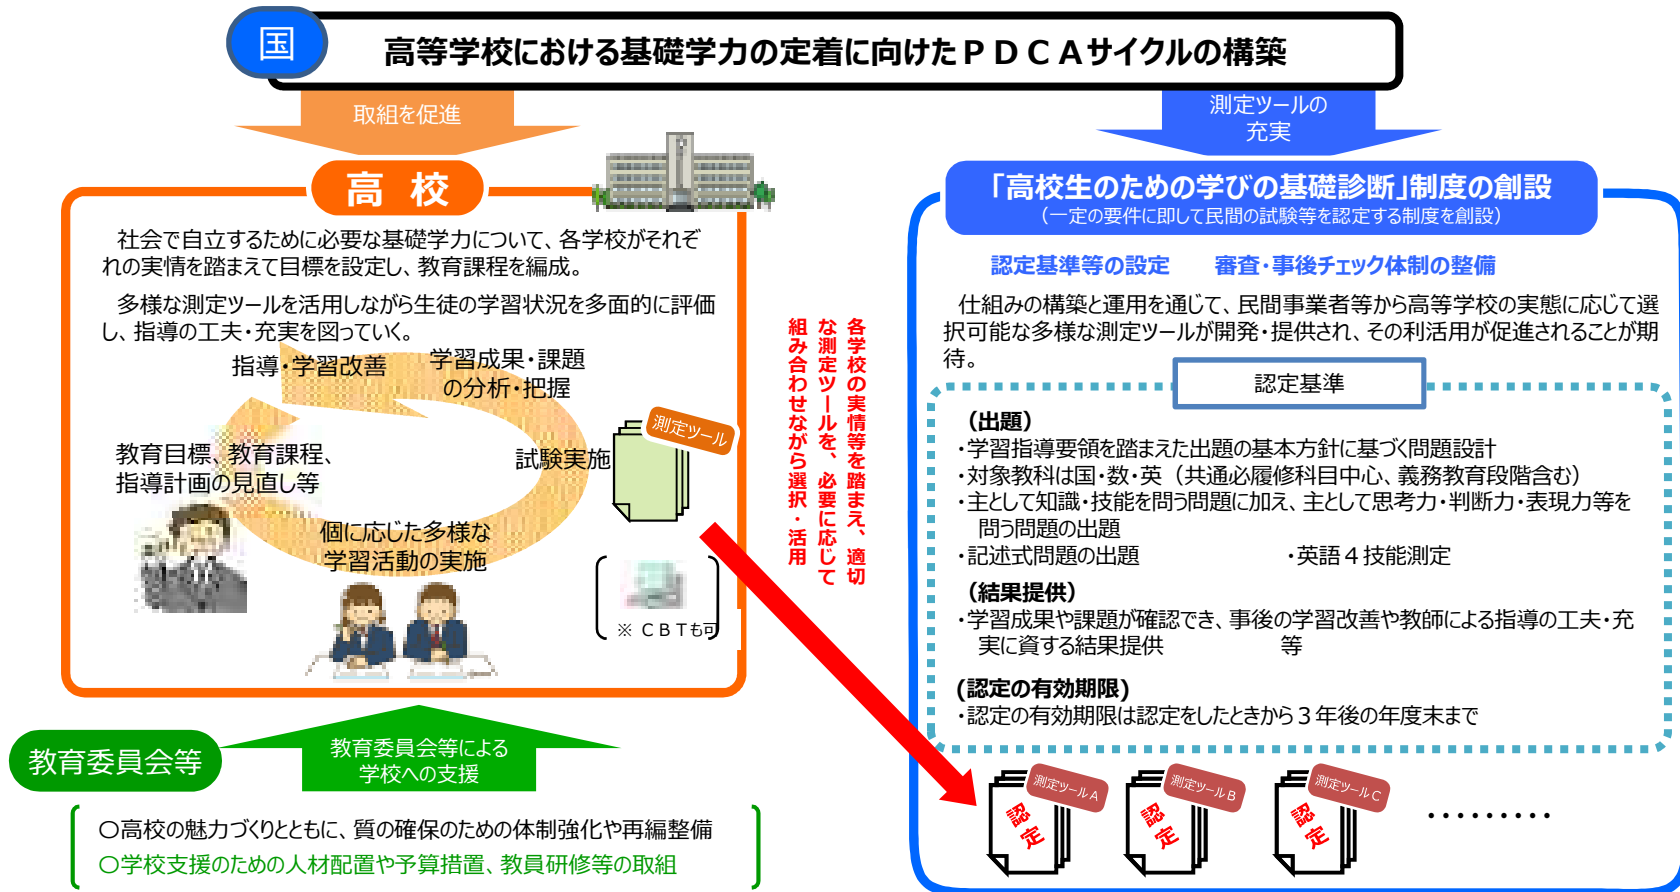 国
高等学校における基礎学力の定着に向けたＰＤＣＡサイクルの構築
取組を促進
測定ツールの
充実
高 校
社会で自立するために必要な基礎学力について、各学校がそれぞ
れの実情を踏まえて目標を設定し、教育課程を編成。
多様な測定ツールを活用しながら生徒の学習状況を多面的に評価
し、指導の工夫・充実を図っていく。
指導・学習改善
学習成果・課題
の分析・把握
測定ツール
試験実施
教育目標、教育課程、
指導計画の見直し等
個に応じた多様な
学習活動の実施
※ ＣＢＴも可
各学校の実情等を踏まえ、適切
な測定ツールを、必要に応じて
組み合わせながら選択・活用
「高校生のための学びの基礎診断」制度の創設
（一定の要件に即して民間の試験等を認定する制度を創設）
認定基準等の設定　審査・事後チェック体制の整備
仕組みの構築と運用を通じて、民間事業者等から高等学校の実態に応じて選
択可能な多様な測定ツールが開発・提供され、その利活用が促進されることが期
待。
認定基準
（出題）
・学習指導要領を踏まえた出題の基本方針に基づく問題設計
・対象教科は国・数・英（共通必履修科目中心、義務教育段階含む）
・主として知識・技能を問う問題に加え、主として思考力・判断力・表現力等を
問う問題の出題
・記述式問題の出題　・英語４技能測定
（結果提供）
・学習成果や課題が確認でき、事後の学習改善や教師による指導の工夫・充
実に資する結果提供　等
(認定の有効期限)
・認定の有効期限は認定をしたときから３年後の年度末まで
測定ツールＡ
認定
測定ツールＢ
認定
測定ツールＣ
認定
・・・・・・・・・
教育委員会等
教育委員会等による
学校への支援
〇高校の魅力づくりとともに、質の確保のための体制強化や再編整備
〇学校支援のための人材配置や予算措置、教員研修等の取組